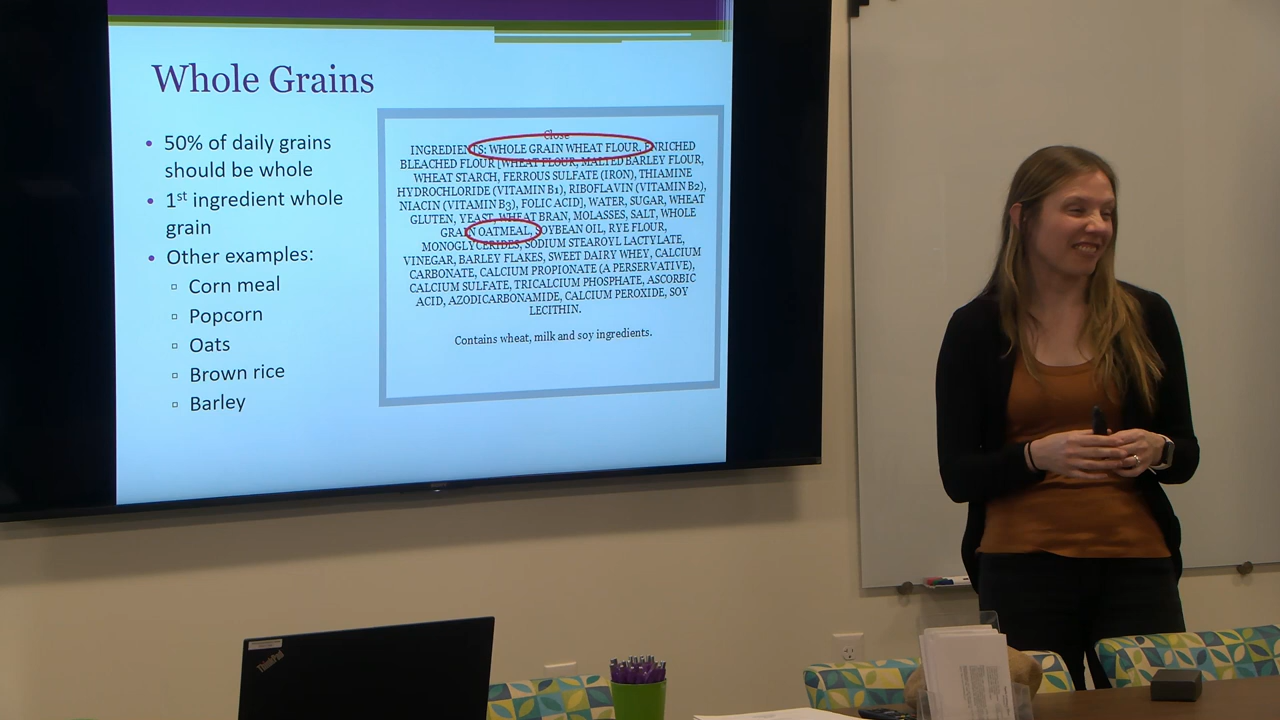 Whole Grains
• 50% of daily grains
should be whole
• 1st ingredient whole
grain
• Other examples:
▫ Corn meal
▫ Popcorn
▫ Oats
▫ Brown rice
▫ Barley
Close
INGREDIENTS: WHOLE GRAIN WHEAT FLOUR, ENRICHED
BLEACHED FLOUR [WHEAT FLOUR, MALTED BARLEY FLOUR,
WHEAT STARCH, FERROUS SULFATE (IRON), THIAMINE
HYDROCHLORIDE (VITAMIN B1), RIBOFLAVIN (VITAMIN B2),
NIACIN (VITAMIN B3), FOLIC ACID], WATER, SUGAR, WHEAT
GLUTEN, YEAST, WHEAT BRAN, MOLASSES, SALT, WHOLE
GRAIN OATMEAL, SOYBEAN OIL, RYE FLOUR,
MONOGLYCERIDES, SODIUM STEAROYL LACTYLATE,
VINEGAR, BARLEY FLAKES, SWEET DAIRY WHEY, CALCIUM
CARBONATE, CALCIUM PROPIONATE (A PERSERVATIVE),
CALCIUM SULFATE, TRICALCIUM PHOSPHATE, ASCORBIC
ACID, AZODICARBONAMIDE, CALCIUM PEROXIDE, SOY
LECITHIN.
Contains wheat, milk and soy ingredients.
ThinkPad